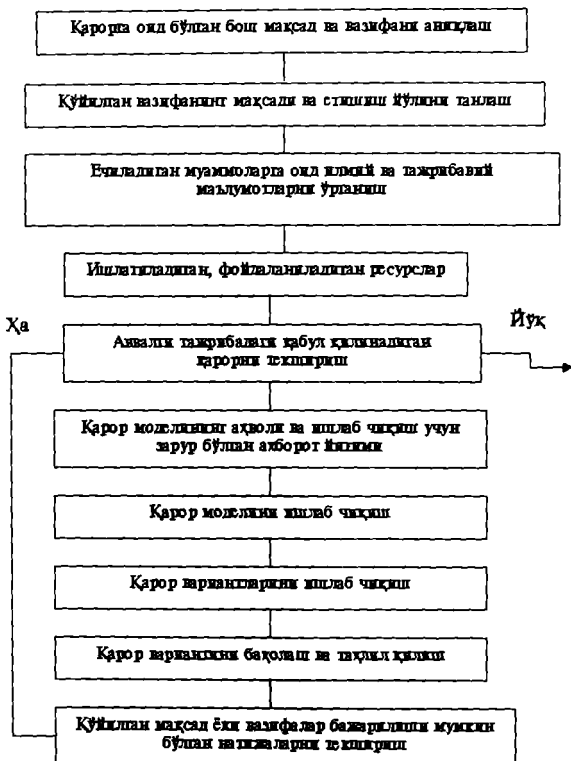 Қарорга оид бўлган бош мақсад ва вазифани аниқлаш
Қўйилган вазифанинг мақсади ва етишиш йўлини танлаш
Ечиладиган муаммоларга оид илмий ва тажрибавий
маълумотларни ўрганиш
Ишлатиладиган, фойдаланиладиган ресурслар
Ҳа
Йўқ
Аввалги тажрибадаги қабул қилинадиган
қарорни текшириш
Қарор моделининг аҳволи ва ишлаб чиқиш учун
зарур бўлган ахборот йиғими
Қарор моделини ишлаб чиқиш
Қарор вариантларини ишлаб чиқиш
Қарор вариантини баҳолаш ва таҳлил қилиш
Қўйилган мақсад ёки вазифалар бажарилиши мумкин
бўлган натижаларни текшириш